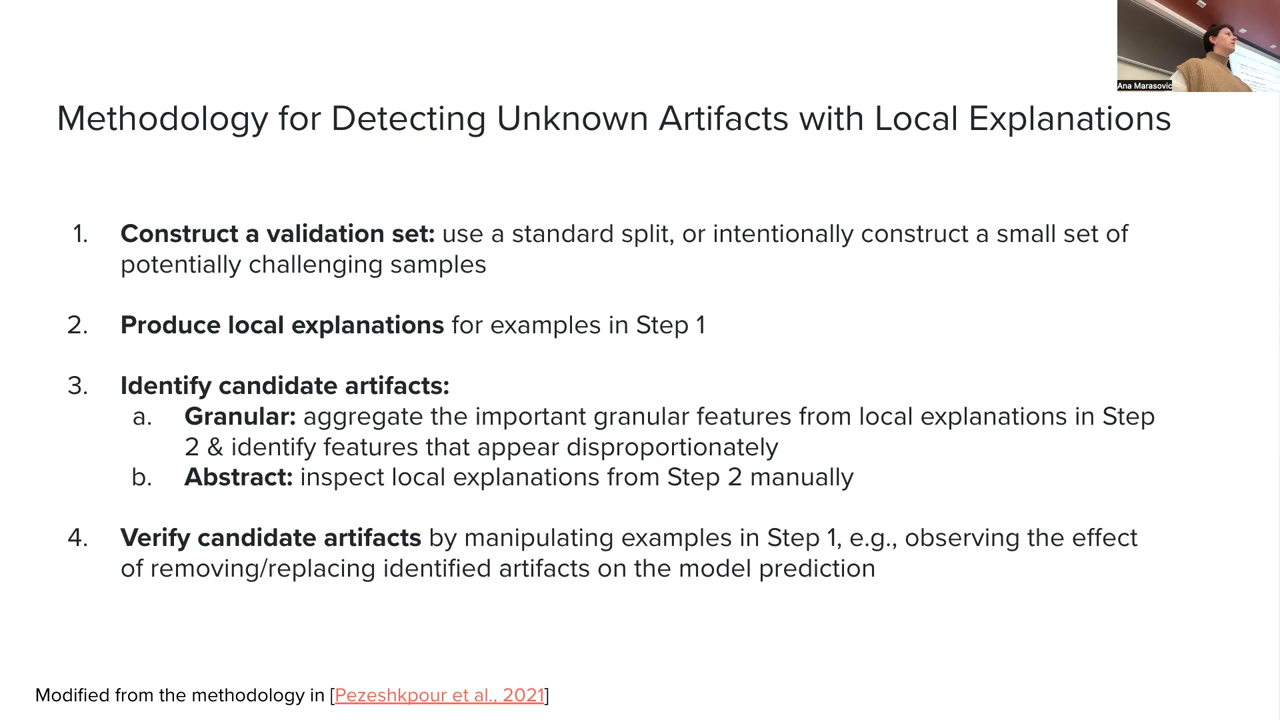 Ana Marasovic
Methodology for Detecting Unknown Artifacts with Local Explanations
1. Construct a validation set: use a standard split, or intentionally construct a small set of
potentially challenging samples
2. Produce local explanations for examples in Step 1
3. Identify candidate artifacts:
a. Granular: aggregate the important granular features from local explanations in Step
2 & identify features that appear disproportionately
b. Abstract: inspect local explanations from Step 2 manually
4. Verify candidate artifacts by manipulating examples in Step 1, e.g., observing the effect
of removing/replacing identified artifacts on the model prediction
Modified from the methodology in [Pezeshkpour et al., 2021]